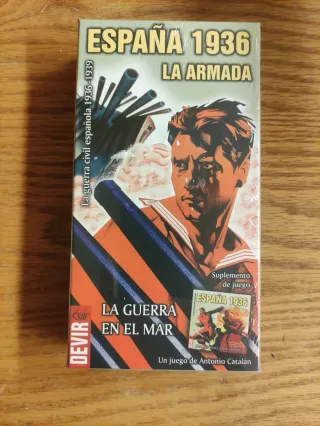 ESPAÑA 1936
LA ARMADA
La guerra civil española 1936-1939
Suplemento
de juego
ESPAÑA 1936
LA GUERRA
EN EL MAR
DEVIR
Un juego de Antonio Catalán